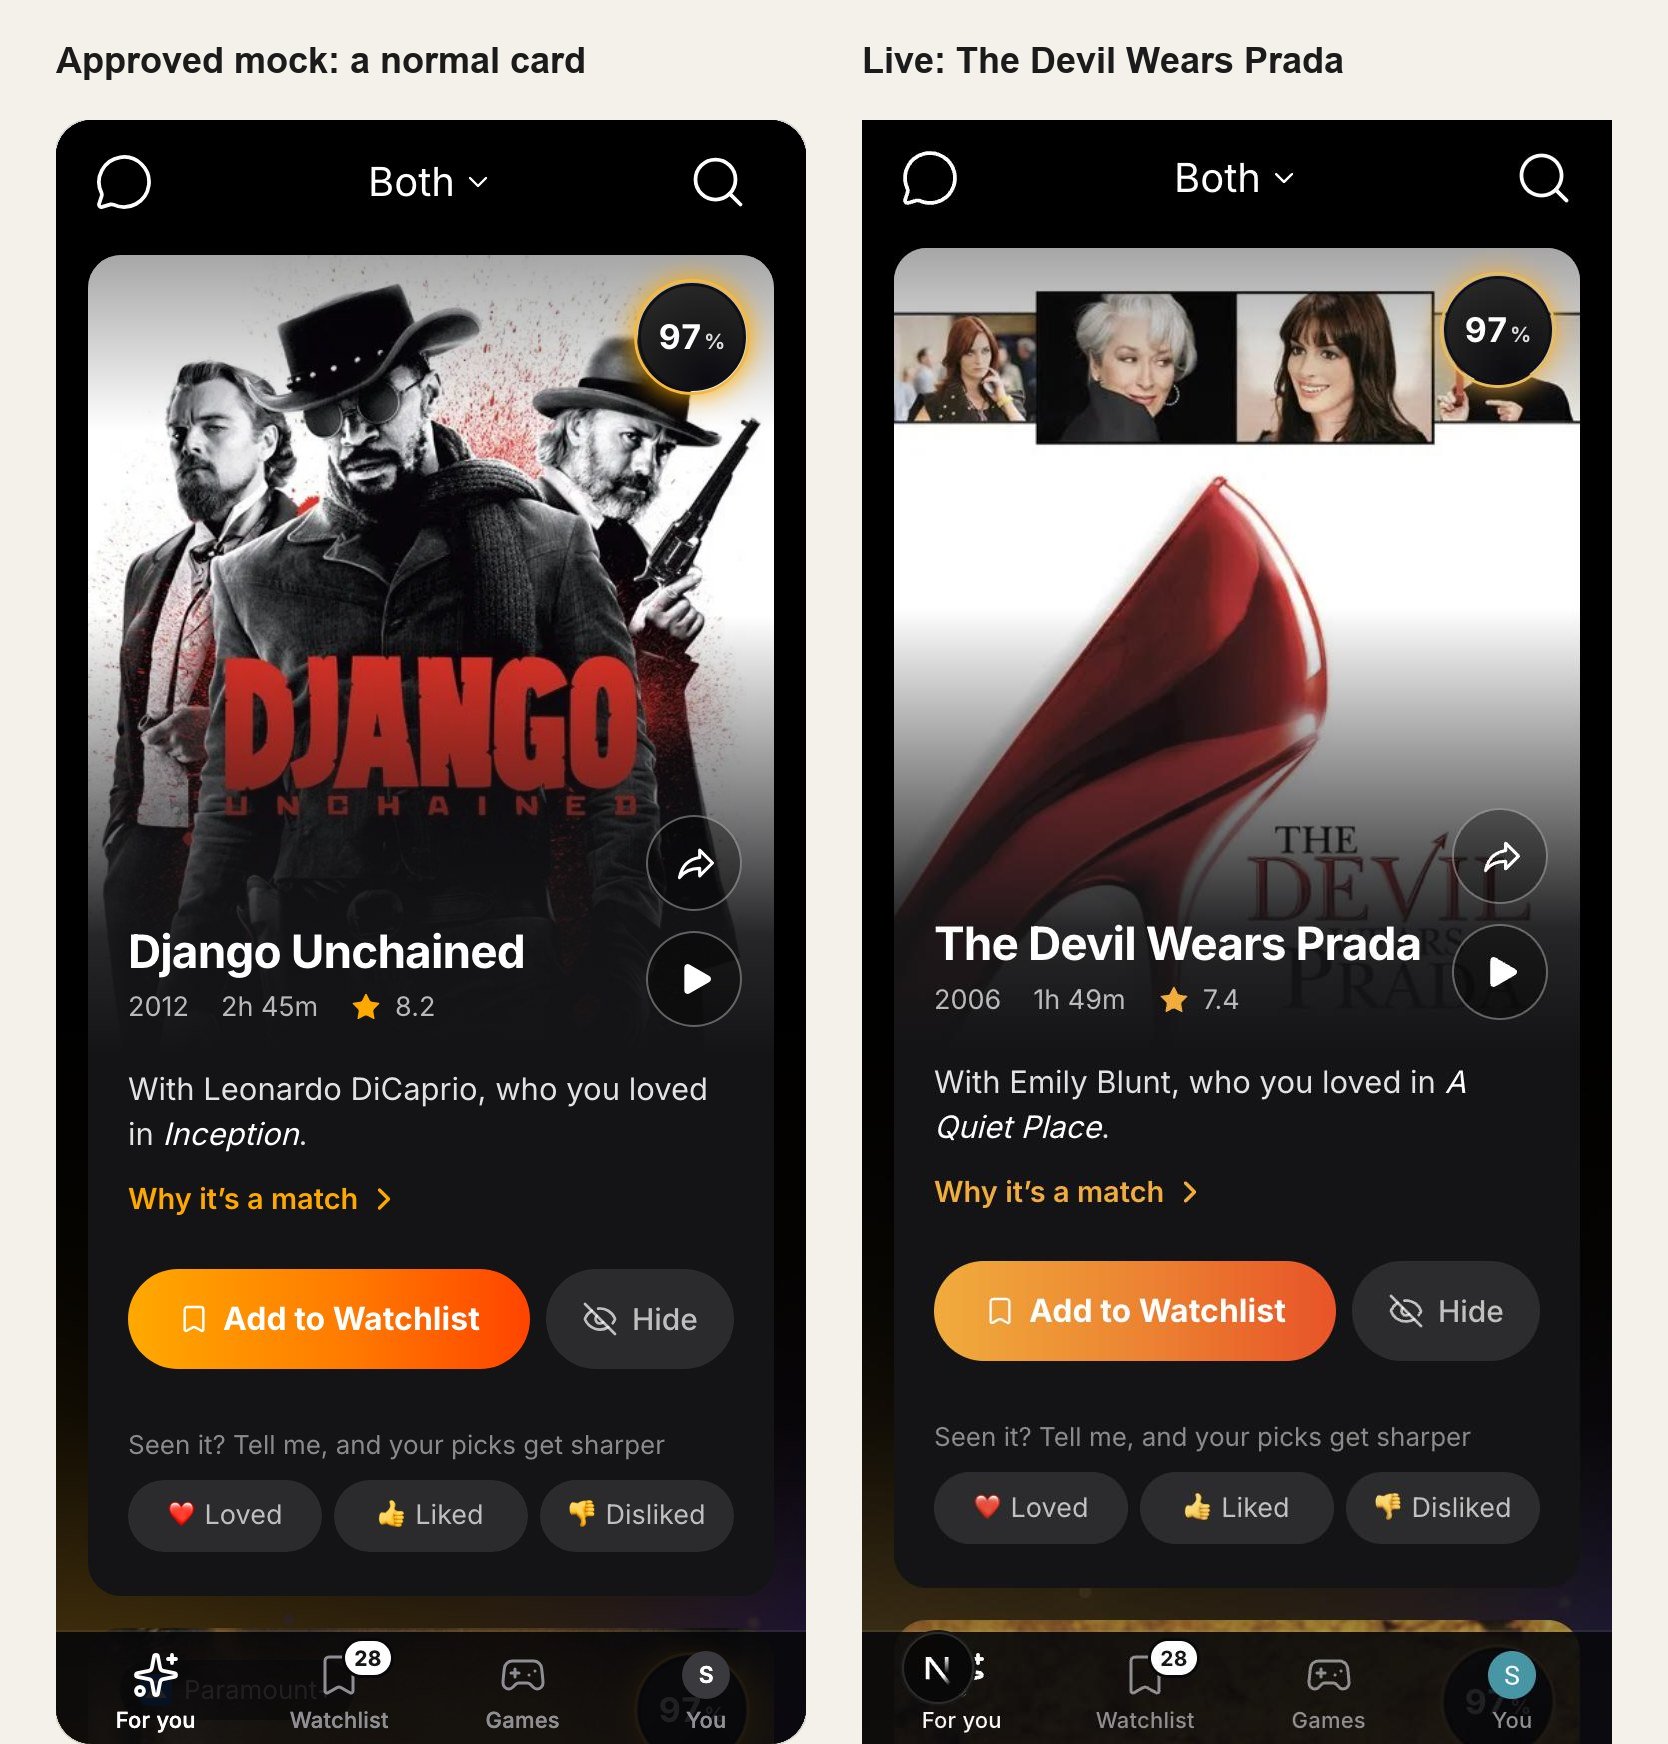 Approved mock: a normal card
Both
97%
DJANGO
UNCHAINED
Django Unchained
2012 2h 45m 8.2
With Leonardo DiCaprio, who you loved
in Inception.
Why it’s a match
Add to Watchlist
Hide
Seen it? Tell me, and your picks get sharper
Loved
Liked
Disliked
Paramount+
97%
28
S
For you
Watchlist
Games
You
Live: The Devil Wears Prada
Both
97%
THE
DEVIL
WEARS
PRADA
The Devil Wears Prada
2006 1h 49m 7.4
With Emily Blunt, who you loved in A
Quiet Place.
Why it’s a match
Add to Watchlist
Hide
Seen it? Tell me, and your picks get sharper
Loved
Liked
Disliked
97%
N
28
S
For you
Watchlist
Games
You